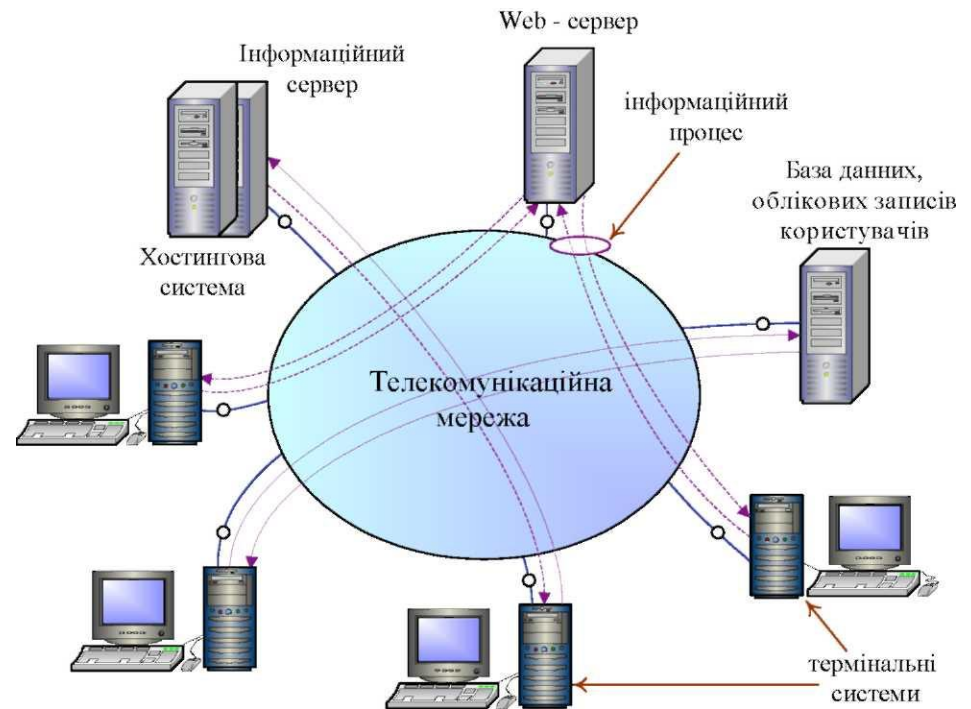 Web - сервер
Інформаційний
сервер
інформаційний
процес
База данних,
облікових записів
користувачів
Хостингова
система
Телекомунікаційна
мережа
термінальні
системи